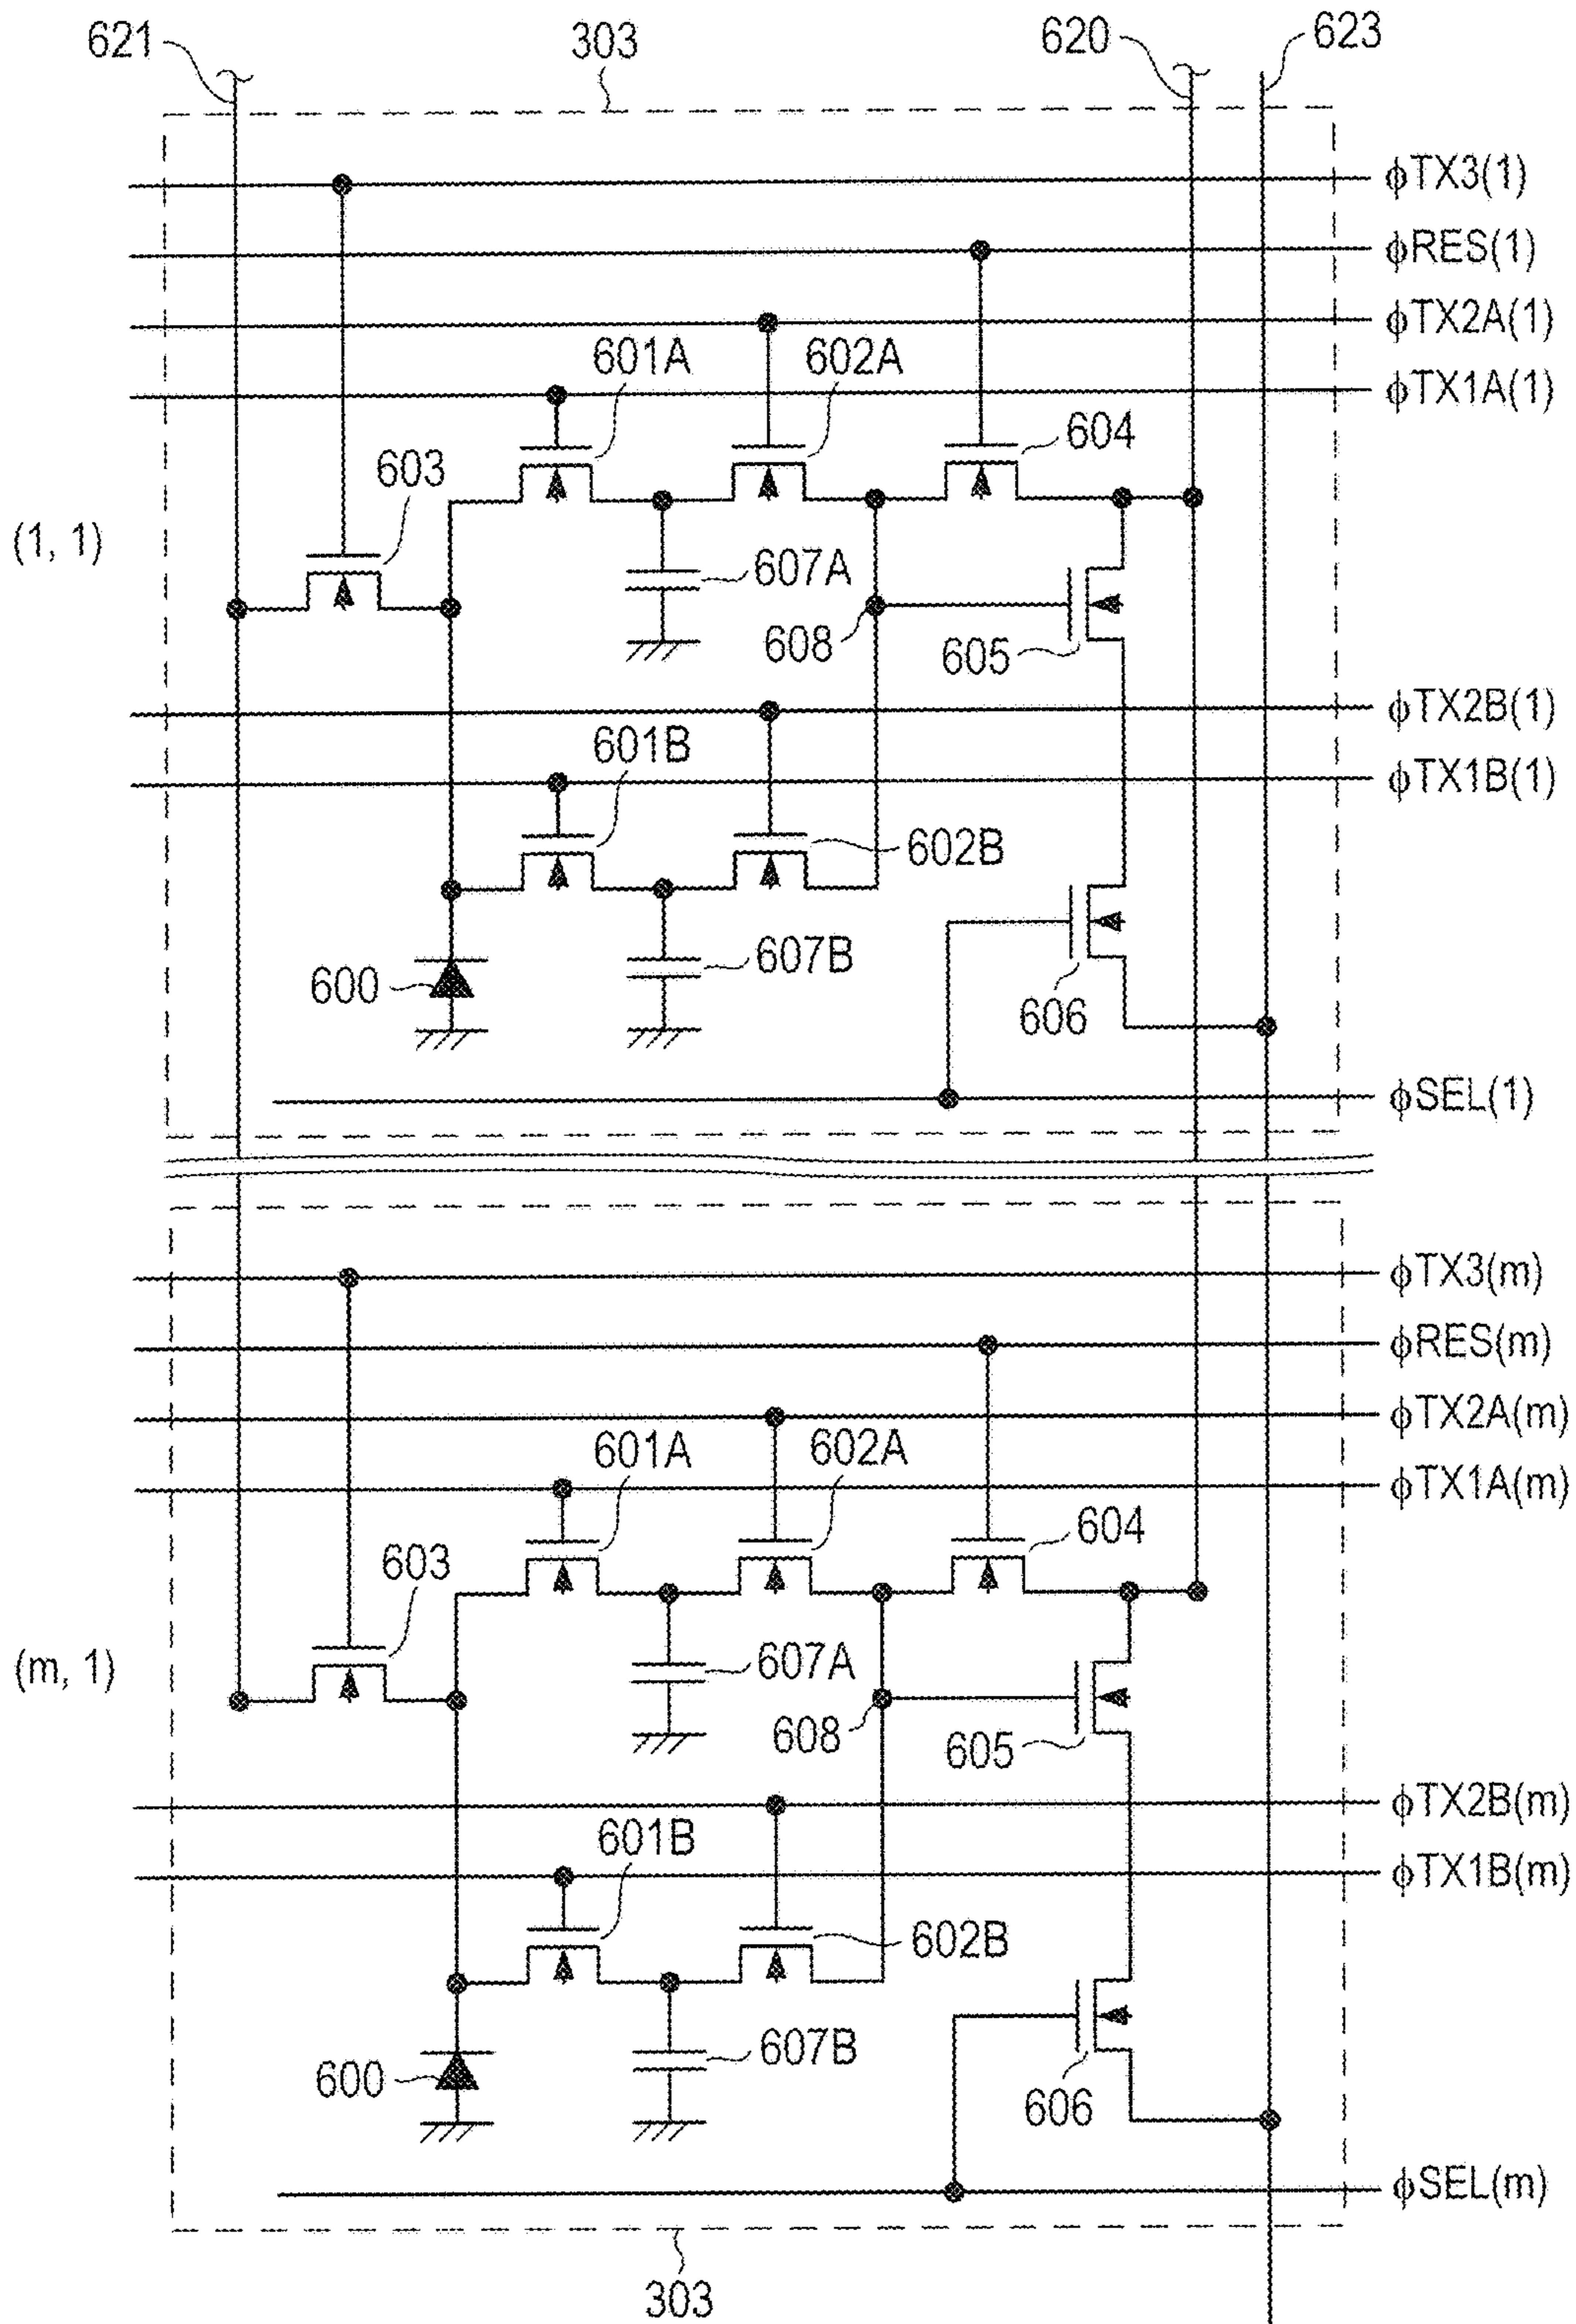 621
303
620
623
ϕTX3(1)
ϕRES(1)
ϕTX2A(1)
601A
602A
ϕTX1A(1)
604
603
(1, 1)
607A
608
605
ϕTX2B(1)
601B
ϕTX1B(1)
602B
607B
600
606
ϕSEL(1)
ϕTX3(m)
ϕRES(m)
ϕTX2A(m)
601A
602A
ϕTX1A(m)
604
603
(m, 1)
607A
608
605
ϕTX2B(m)
601B
ϕTX1B(m)
602B
607B
600
606
ϕSEL(m)
303